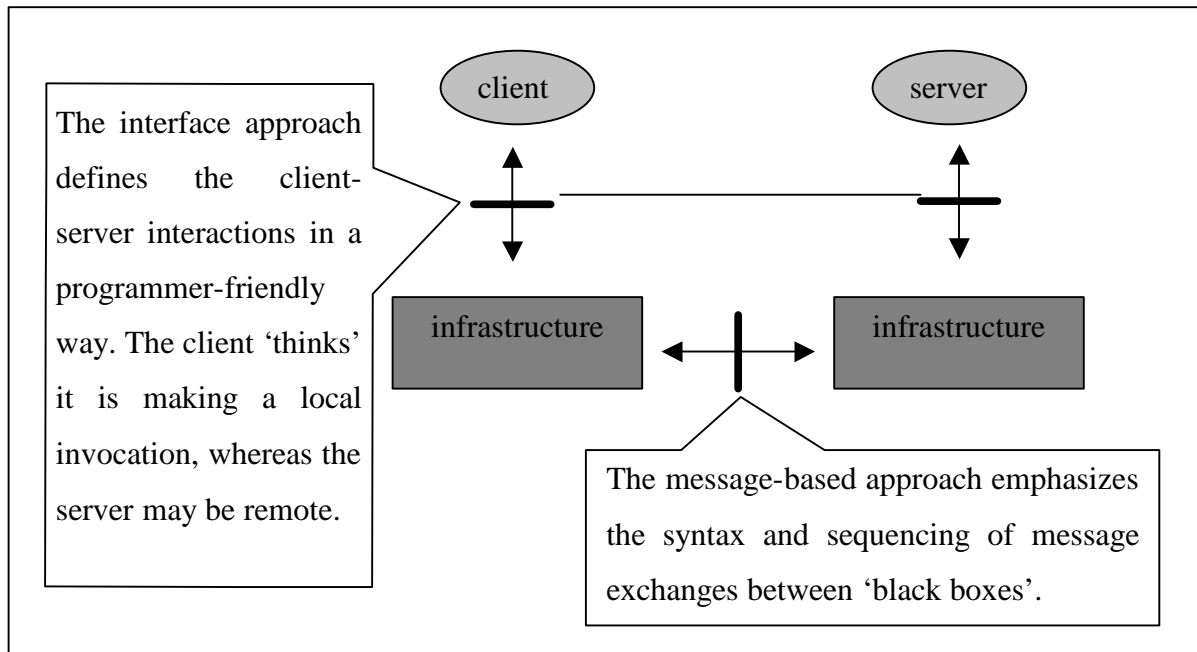 client
server
The interface approach
defines the client-
server interactions in a
programmer-friendly
way. The client ‘thinks’
it is making a local
invocation, whereas the
server may be remote.
infrastructure
infrastructure
The message-based approach emphasizes
the syntax and sequencing of message
exchanges between ‘black boxes’.